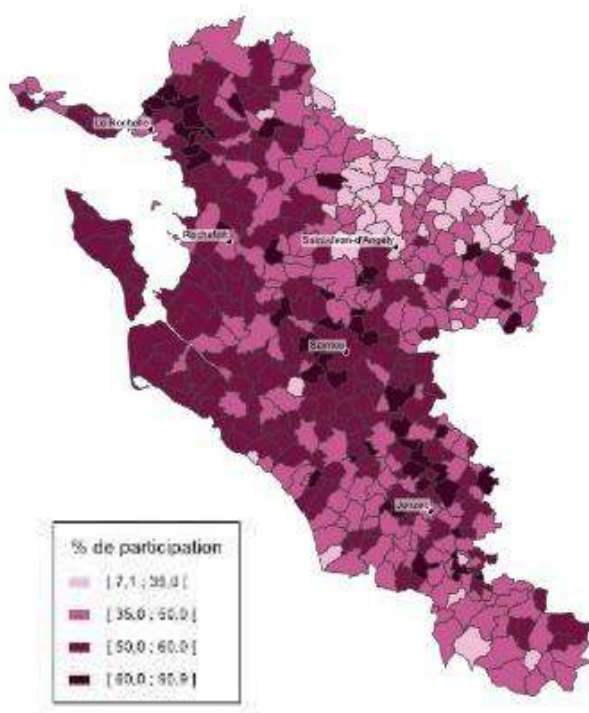 La Rochelle
Rochefort
Saint-Jean-d'Angely
Saintes
Jonzac
% de participation
[ 7,1 ; 35,0 [
[ 35,0 ; 50,0 [
[ 50,0 ; 60,0 [
[ 60,0 ; 90,9 ]